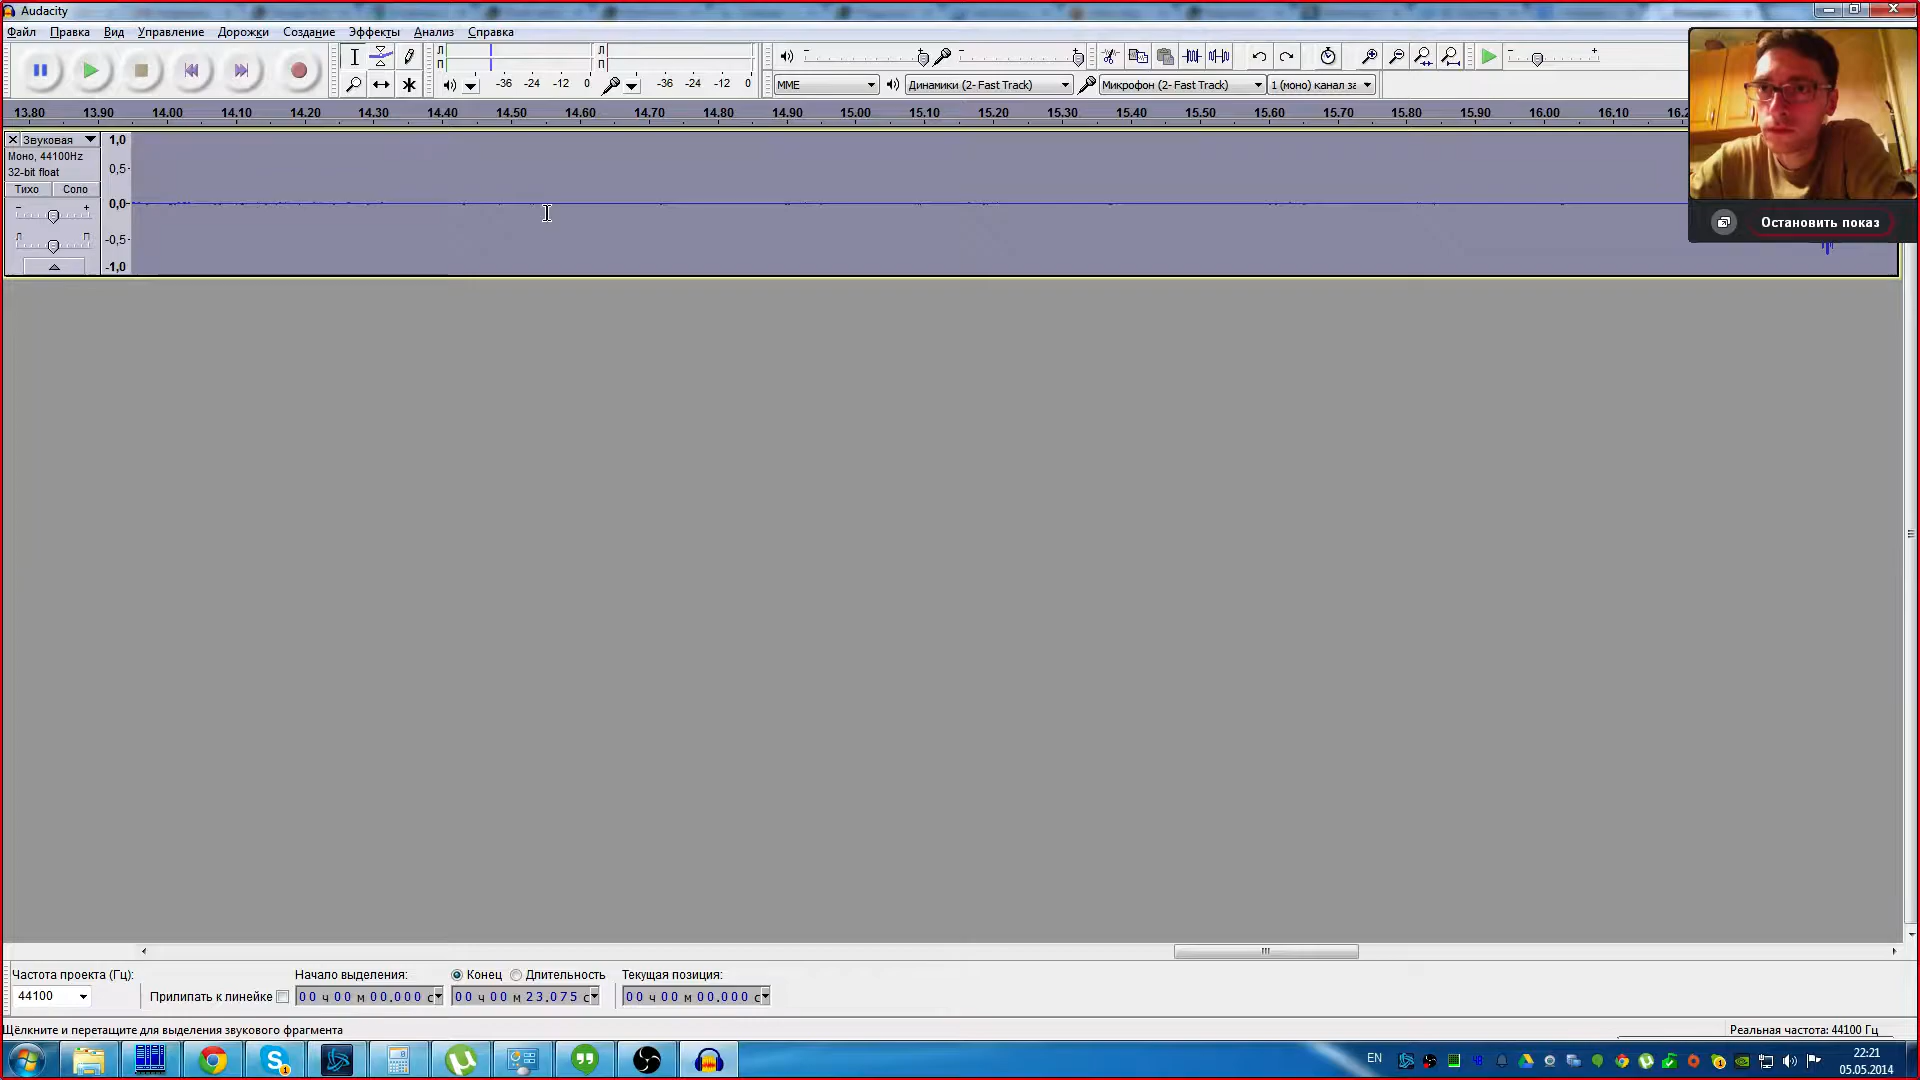 Audacity
Файл Правка Вид Управление Дорожки Создание Эффекты Анализ Справка
Л Л
П П
-36 -24 -12 0 -36 -24 -12 0
MME Динамики (2- Fast Track) Микрофон (2- Fast Track) 1 (моно) канал за
13.80 13.90 14.00 14.10 14.20 14.30 14.40 14.50 14.60 14.70 14.80 14.90 15.00 15.10 15.20 15.30 15.40 15.50 15.60 15.70 15.80 15.90 16.00 16.10 16.2
Звуковая 1,0
Моно, 44100Hz
32-bit float 0,5
Тихо Соло
0,0
Л П -0,5
-1,0
Остановить показ
Частота проекта (Гц): Начало выделения: Конец Длительность Текущая позиция:
44100 Прилипать к линейке 00 ч 00 м 00.000 с 00 ч 00 м 23.075 с 00 ч 00 м 00.000 с
Щёлкните и перетащите для выделения звукового фрагмента Реальная частота: 44100 Гц
EN 22:21
05.05.2014